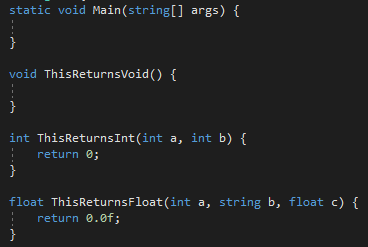 static void Main(string[] args) {
}
void ThisReturnsVoid() {
}
int ThisReturnsInt(int a, int b) {
return 0;
}
float ThisReturnsFloat(int a, string b, float c) {
return 0.0f;
}